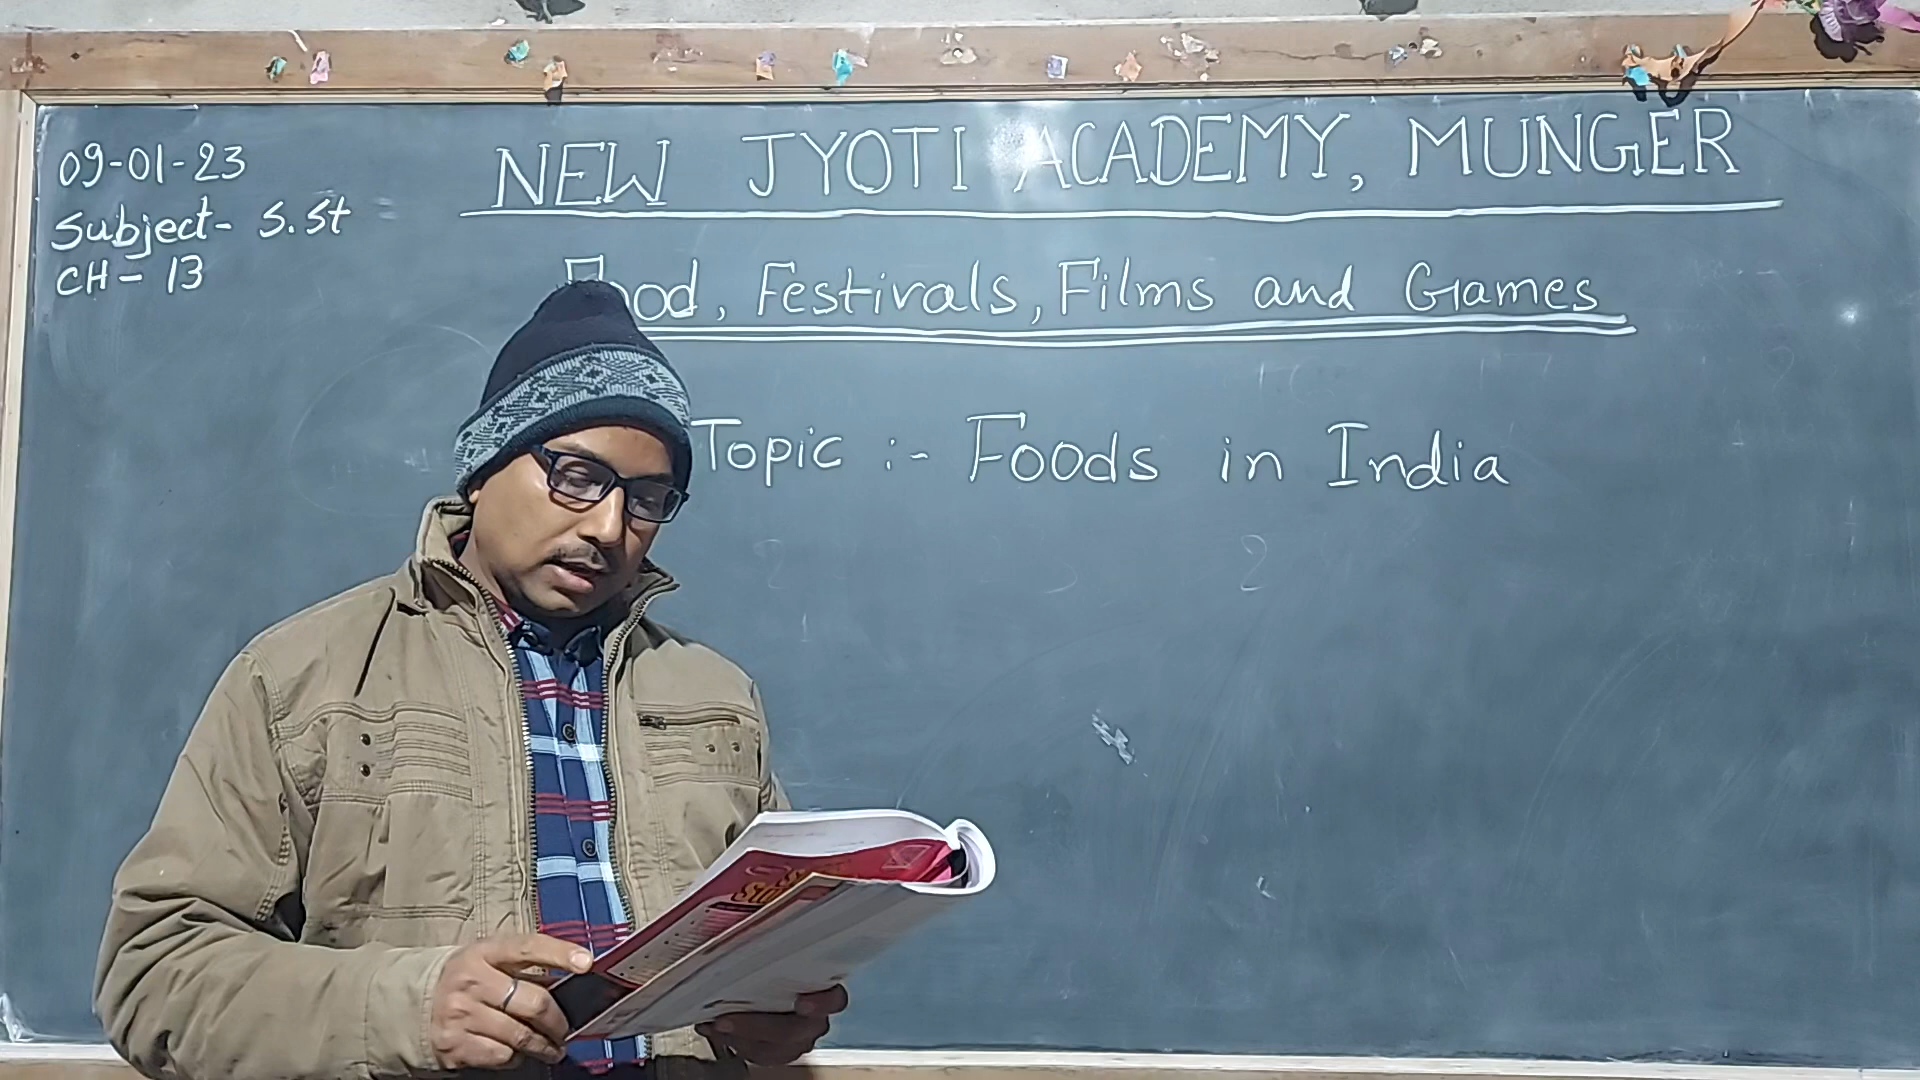 09-01-23
Subject- S.St
CH- 13
NEW JYOTI ACADEMY, MUNGER
Food, Festivals, Films and Games
Topic :- Foods in India